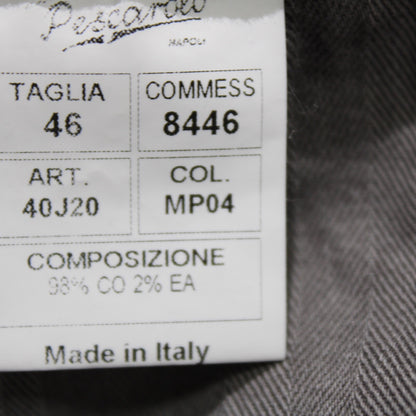 Pescarolo
NAPOLI
TAGLIA COMMESS
46 8446
ART. COL.
40J20 MP04
COMPOSIZIONE
98% CO 2% EA
Made in Italy